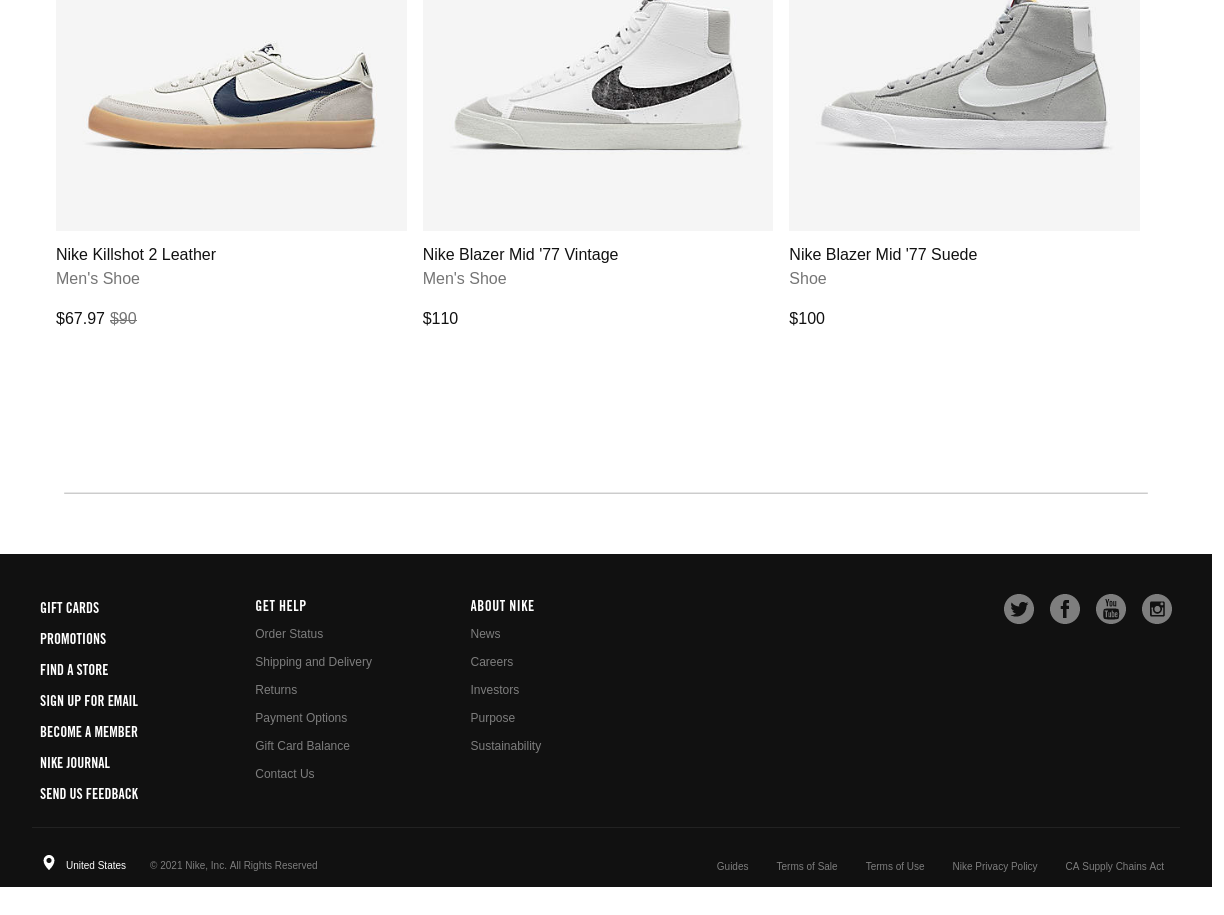 Nike Killshot 2 Leather
Men's Shoe
$67.97 $90
Nike Blazer Mid '77 Vintage
Men's Shoe
$110
Nike Blazer Mid '77 Suede
Shoe
$100
GIFT CARDS
PROMOTIONS
FIND A STORE
SIGN UP FOR EMAIL
BECOME A MEMBER
NIKE JOURNAL
SEND US FEEDBACK
GET HELP
Order Status
Shipping and Delivery
Returns
Payment Options
Gift Card Balance
Contact Us
ABOUT NIKE
News
Careers
Investors
Purpose
Sustainability
You
Tube
United States
© 2021 Nike, Inc. All Rights Reserved
Guides
Terms of Sale
Terms of Use
Nike Privacy Policy
CA Supply Chains Act